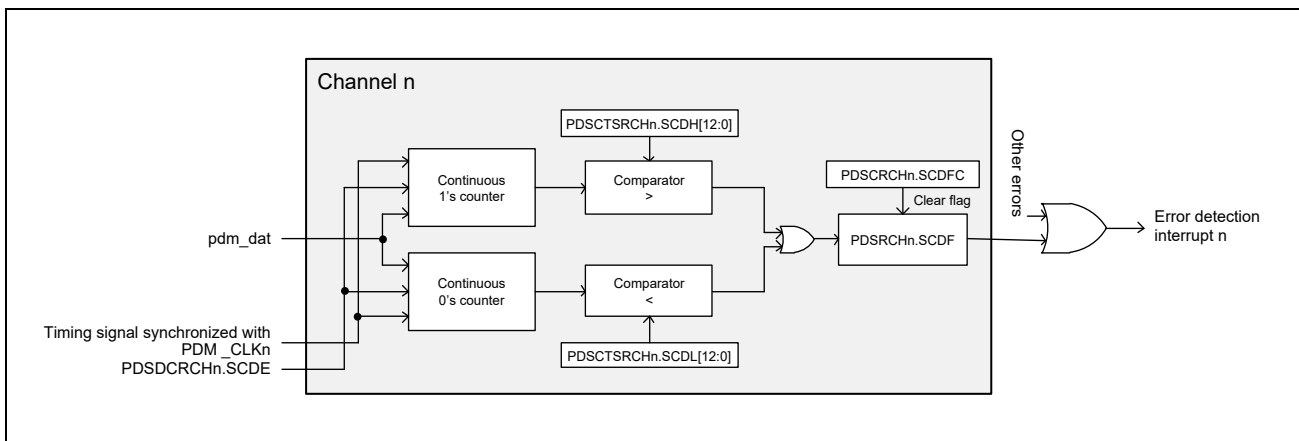 Channel n
PDSCTSRCHn.SCDH[12:0]
Continuous
1's counter
Comparator
>
PDSCRCHn.SCDFC
Clear flag
Other errors
pdm_dat
PDSRCHn.SCDF
Error detection
interrupt n
Continuous
0's counter
Comparator
<
Timing signal synchronized with
PDM _CLKn
PDSDCRCHn.SCDE
PDSCTSRCHn.SCDL[12:0]